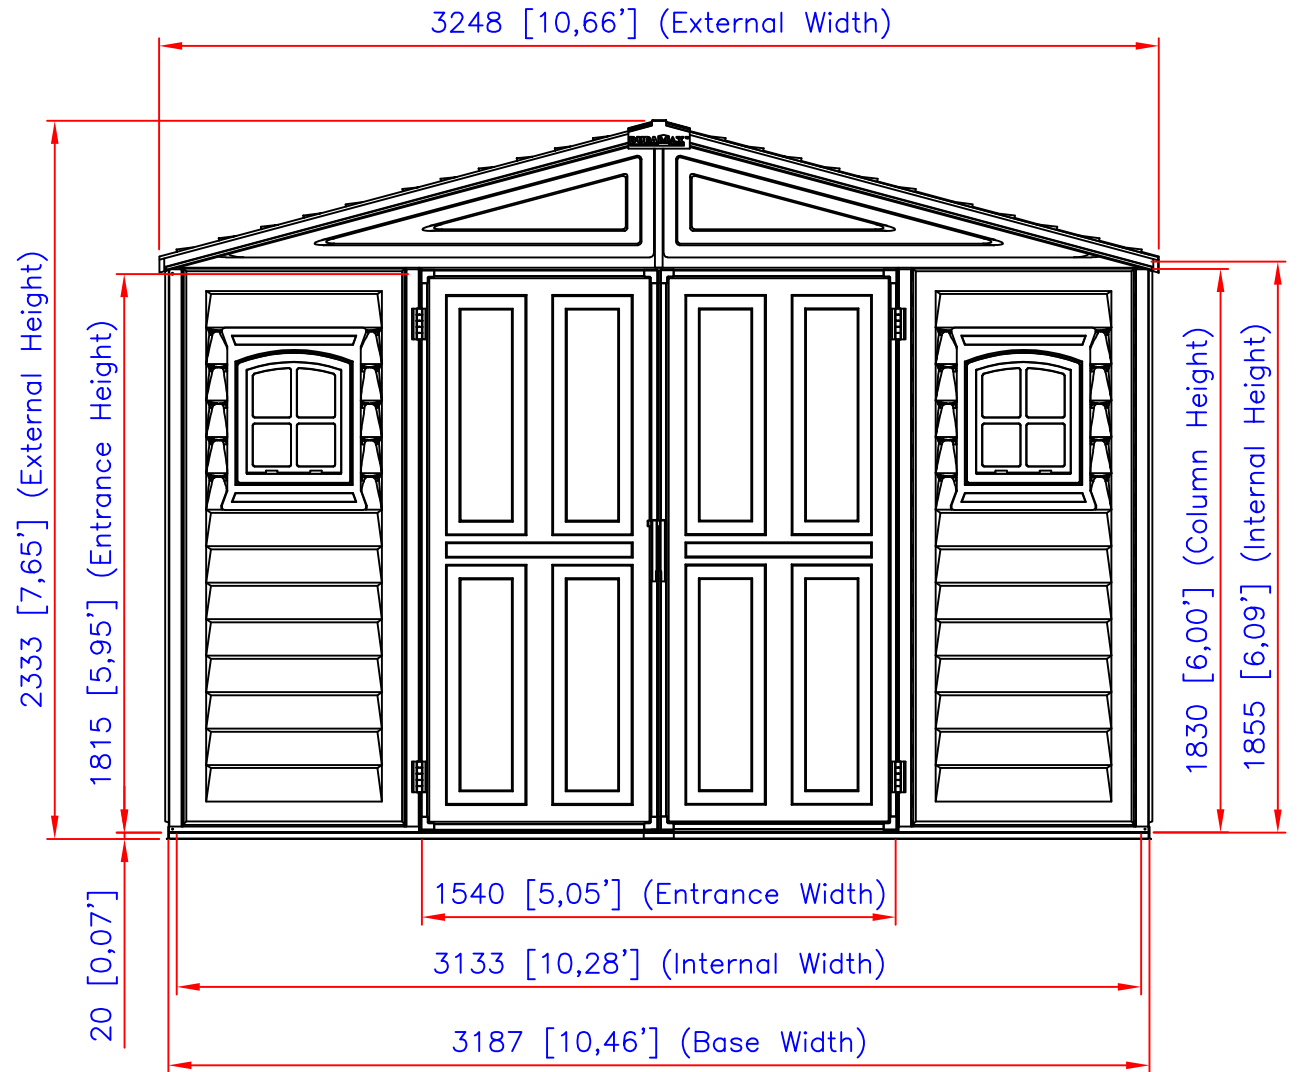 3248 [10,66'] (External Width)
DURAMAX
2333 [7,65'] (External Height)
1815 [5,95'] (Entrance Height)
1830 [6,00'] (Column Height)
1855 [6,09'] (Internal Height)
20 [0,07']
1540 [5,05'] (Entrance Width)
3133 [10,28'] (Internal Width)
3187 [10,46'] (Base Width)